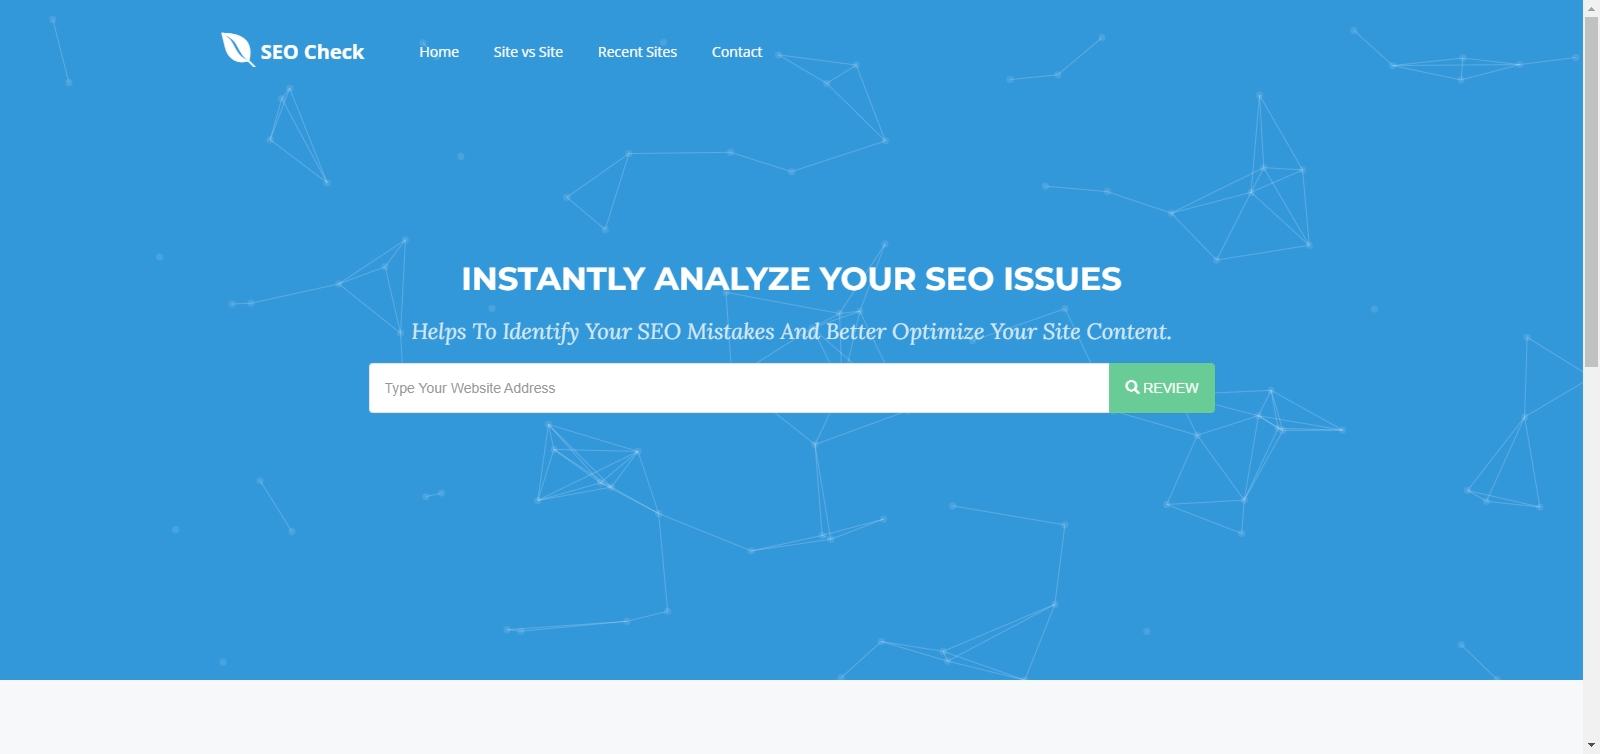 SEO Check
Home Site vs Site Recent Sites Contact
INSTANTLY ANALYZE YOUR SEO ISSUES
Helps To Identify Your SEO Mistakes And Better Optimize Your Site Content.
Type Your Website Address
REVIEW